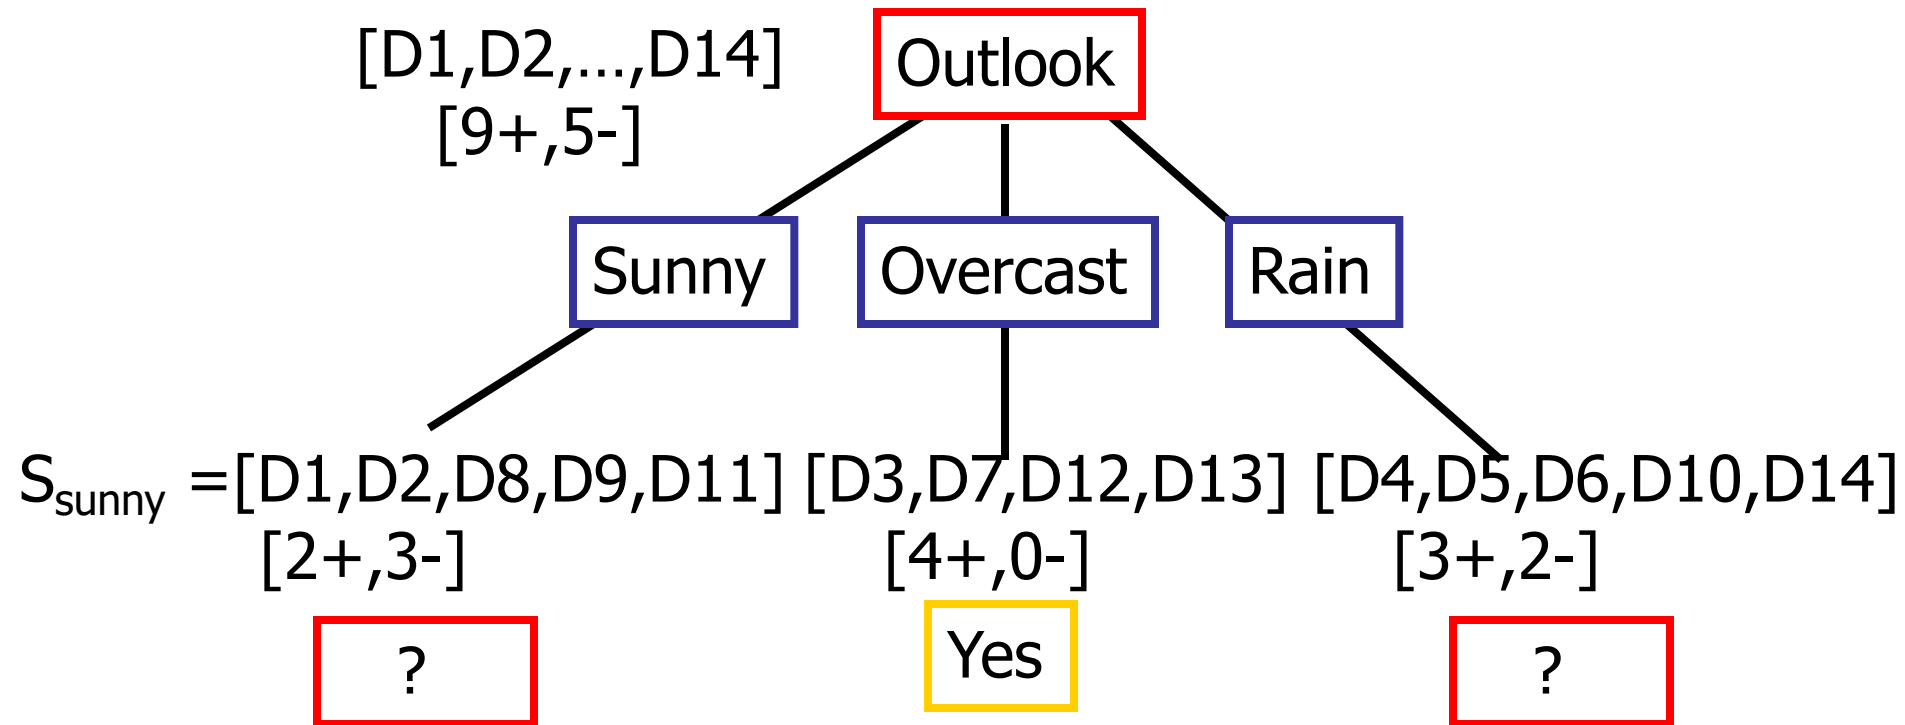 [D1,D2,…,D14]
Outlook
[9+,5-]
Sunny
Overcast
Rain
Ssunny =[D1,D2,D8,D9,D11] [D3,D7,D12,D13] [D4,D5,D6,D10,D14]
[2+,3-]
[4+,0-]
[3+,2-]
?
Yes
?